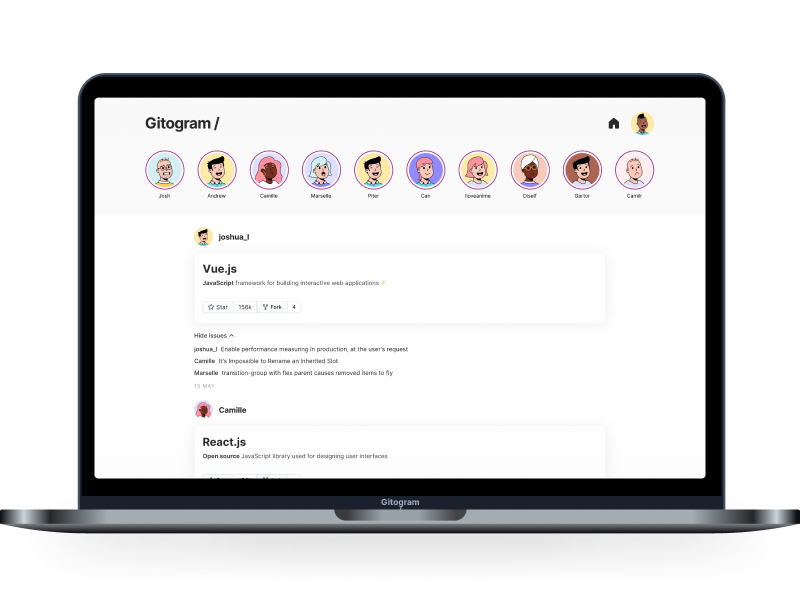 Gitogram /
Josh Andrew Camille Marselle Piter Can Iloveanime Diself Gartor Camilr
joshua_l
Vue.js
JavaScript framework for building interactive web applications ⚡
Star 156k Fork 4
Hide issues
joshua_l Enable performance measuring in production, at the user's request
Camille It's Impossible to Rename an Inherited Slot
Marselle transition-group with flex parent causes removed items to fly
15 MAY
Camille
React.js
Open source JavaScript library used for designing user interfaces
Gitogram